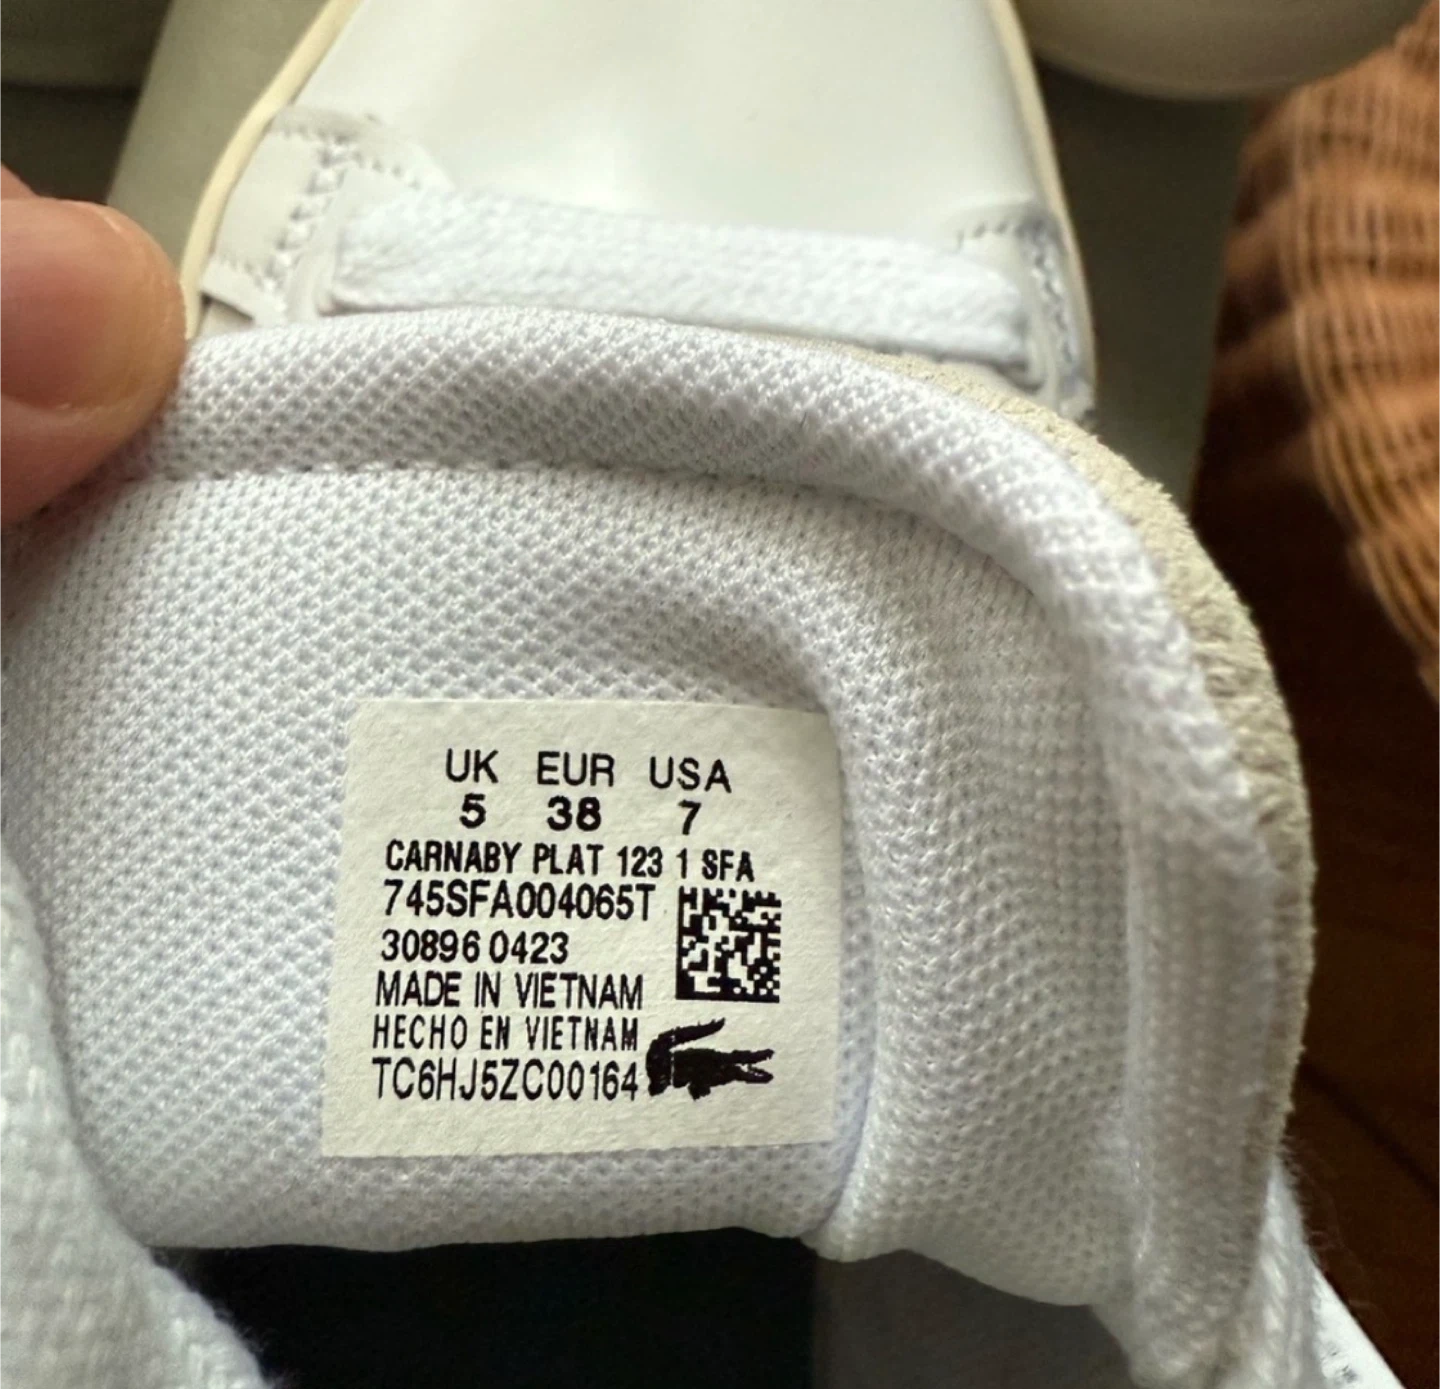 UK EUR USA
5 38 7
CARNABY PLAT 123 1 SFA
745SFA004065T
30896 0423
MADE IN VIETNAM
HECHO EN VIETNAM
TC6HJ5ZC00164